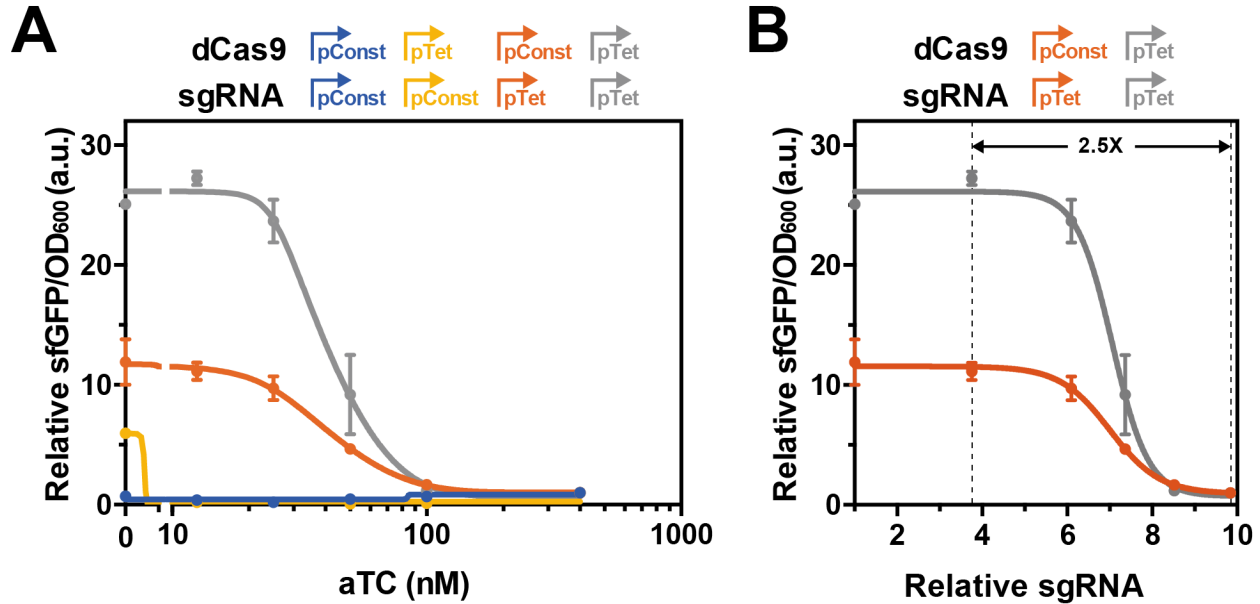 A
dCas9 pConst pTet pConst pTet
sgRNA pConst pConst pTet pTet
Relative sfGFP/OD600 (a.u.)
30
20
10
0
0 10 100 1000
aTC (nM)
B
dCas9 pConst pTet
sgRNA pTet pTet
Relative sfGFP/OD600 (a.u.)
2.5X
30
20
10
0
2 4 6 8 10
Relative sgRNA